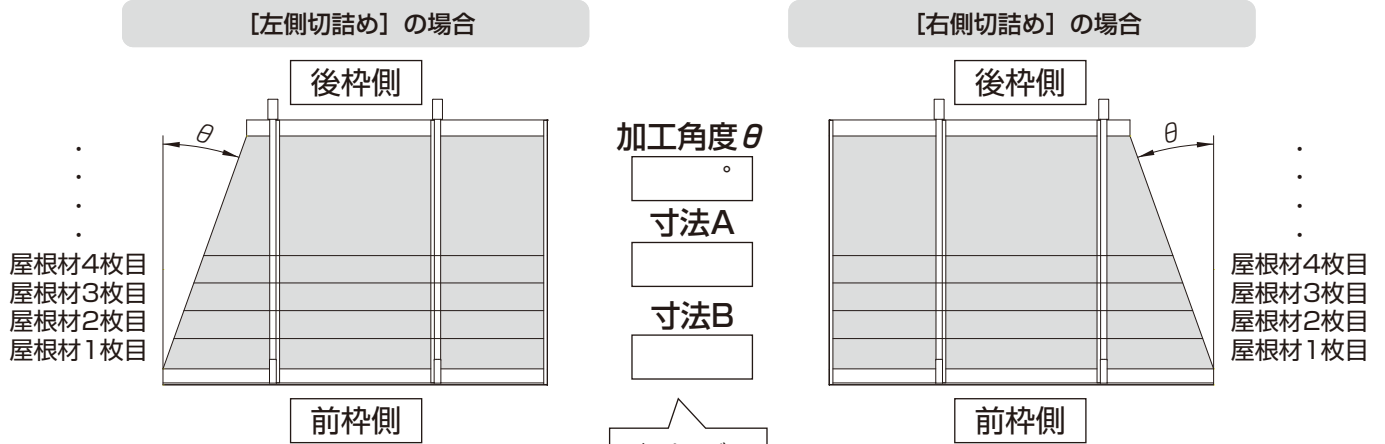 ［左側切詰め］の場合
後枠側
θ
・
・
・
・
屋根材4枚目
屋根材3枚目
屋根材2枚目
屋根材1枚目
前枠側
加工角度θ
°
寸法A
寸法B
［右側切詰め］の場合
後枠側
θ
・
・
・
・
屋根材4枚目
屋根材3枚目
屋根材2枚目
屋根材1枚目
前枠側